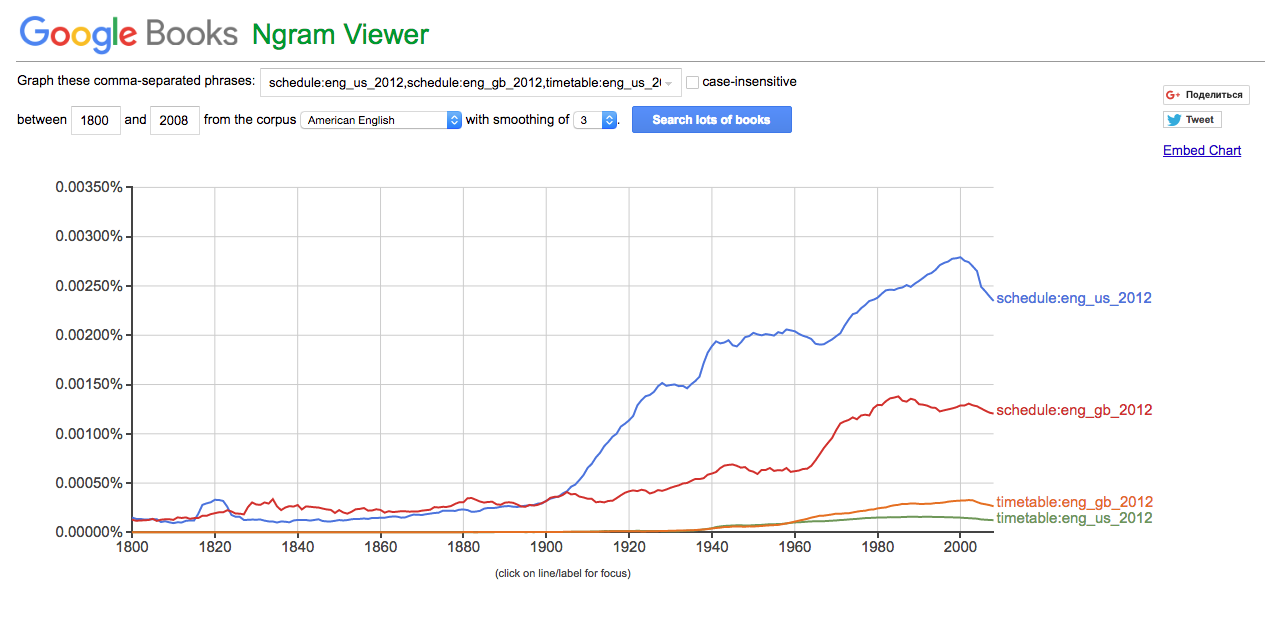 Google Books Ngram Viewer
Graph these comma-separated phrases: schedule:eng_us_2012,schedule:eng_gb_2012,timetable:eng_us_2 case-insensitive
between 1800 and 2008 from the corpus American English with smoothing of 3 . Search lots of books
G+ Поделиться
Tweet
Embed Chart
0.00350%
0.00300%
0.00250%
0.00200%
0.00150%
0.00100%
0.00050%
0.00000%
schedule:eng_us_2012
schedule:eng_gb_2012
timetable:eng_gb_2012
timetable:eng_us_2012
1800 1820 1840 1860 1880 1900 1920 1940 1960 1980 2000
(click on line/label for focus)